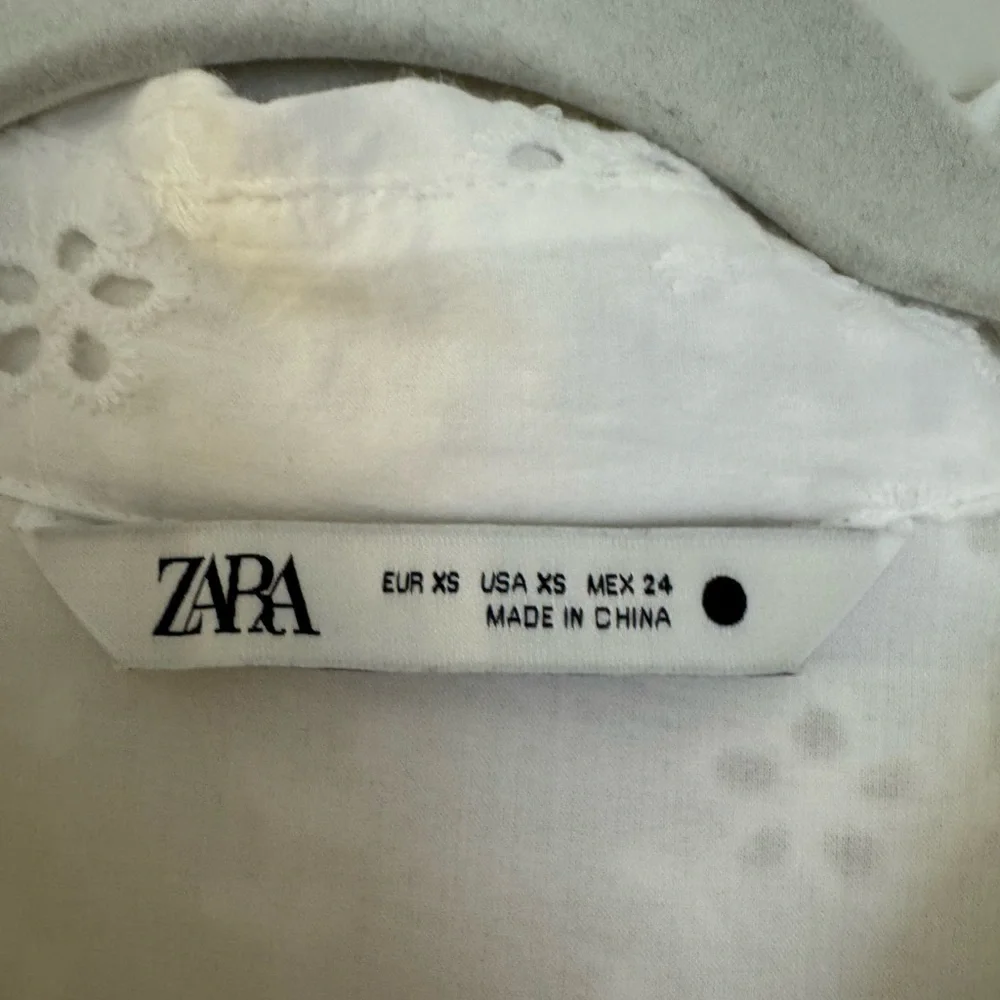 ZARA
EUR XS USA XS MEX 24
MADE IN CHINA